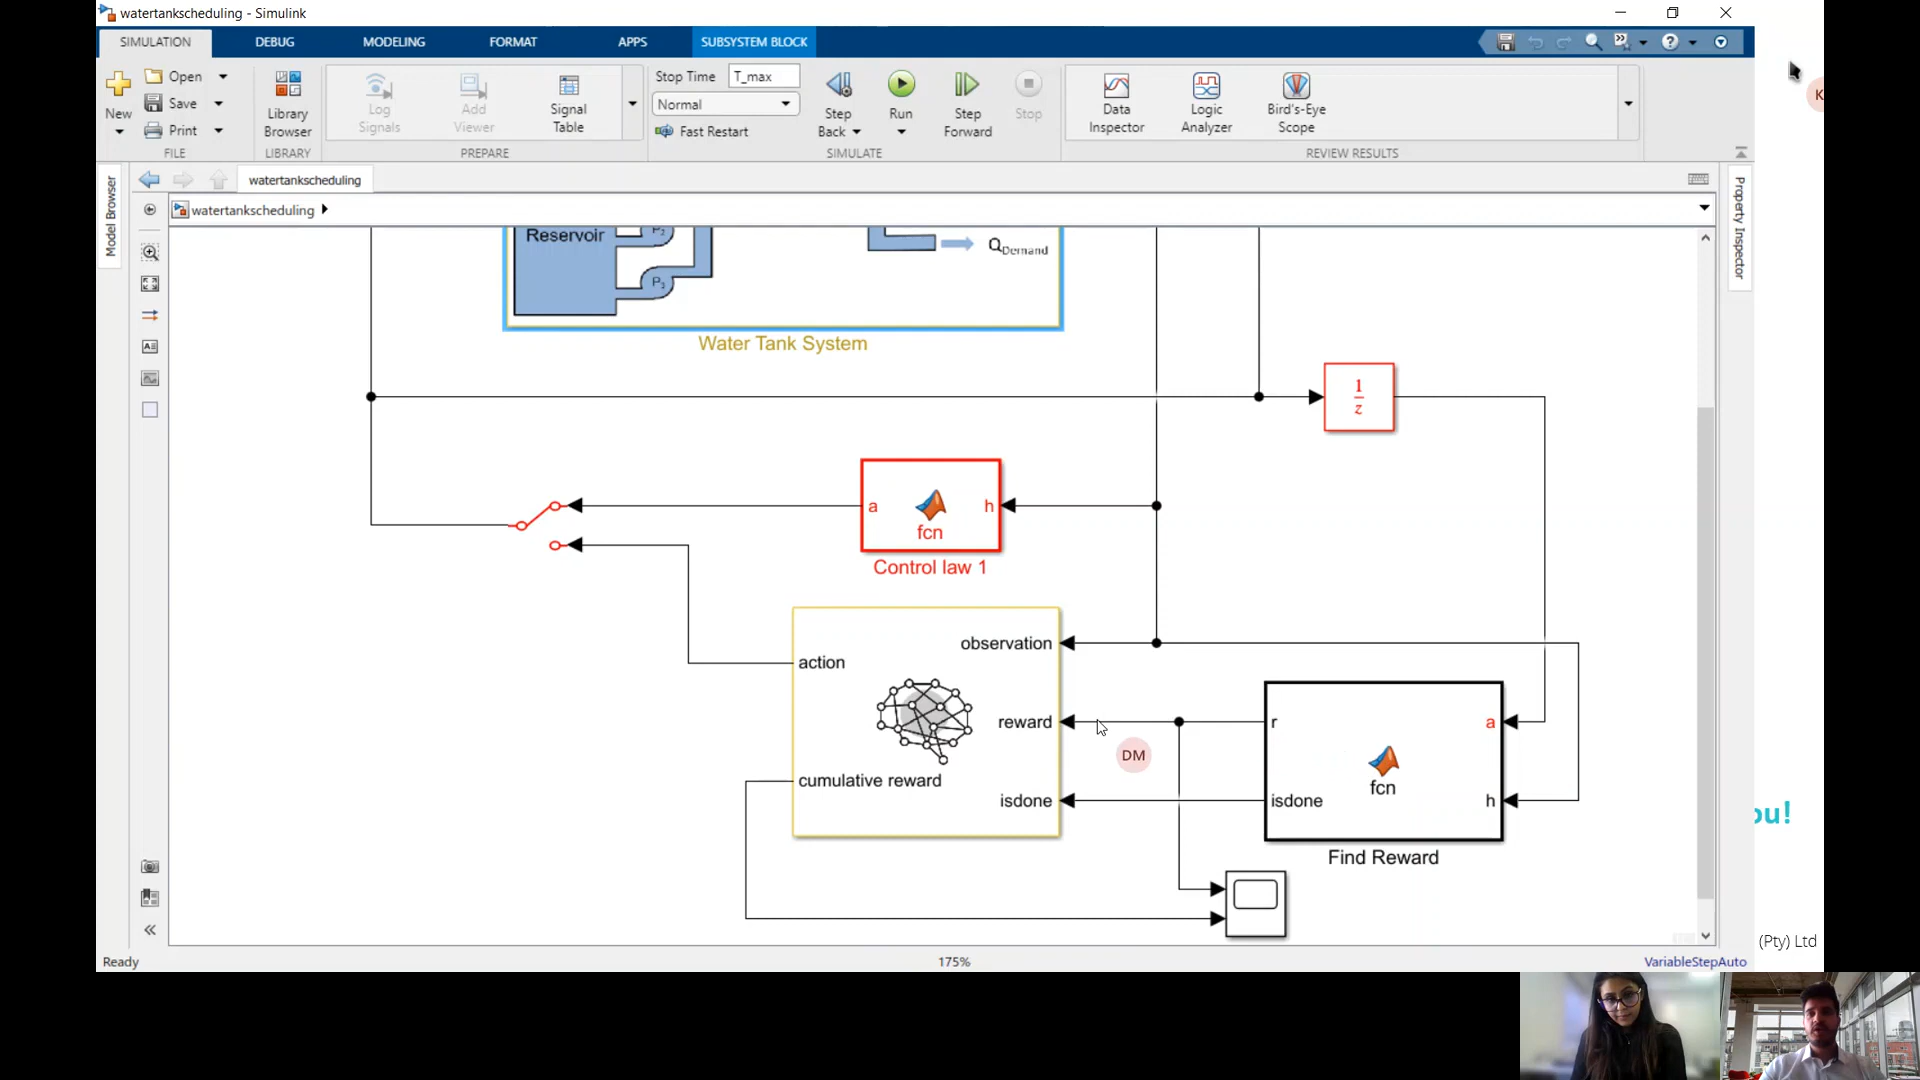 watertankscheduling - Simulink
SIMULATION DEBUG MODELING FORMAT APPS SUBSYSTEM BLOCK
New
Open
Save
Print
FILE
Library
Browser
LIBRARY
Log
Signals
Add
Viewer
Signal
Table
PREPARE
Stop Time T_max
Normal
Fast Restart
Step
Back
Run
Step
Forward
Stop
SIMULATE
Data
Inspector
Logic
Analyzer
Bird's-Eye
Scope
REVIEW RESULTS
K
Model Browser
watertankscheduling
watertankscheduling
Property Inspector
Reservoir
P2
P3
QDemand
Water Tank System
1
z
a
h
fcn
Control law 1
observation
action
reward
cumulative reward
isdone
DM
r
a
isdone
h
fcn
Find Reward
ou!
(Pty) Ltd
Ready
175%
VariableStepAuto